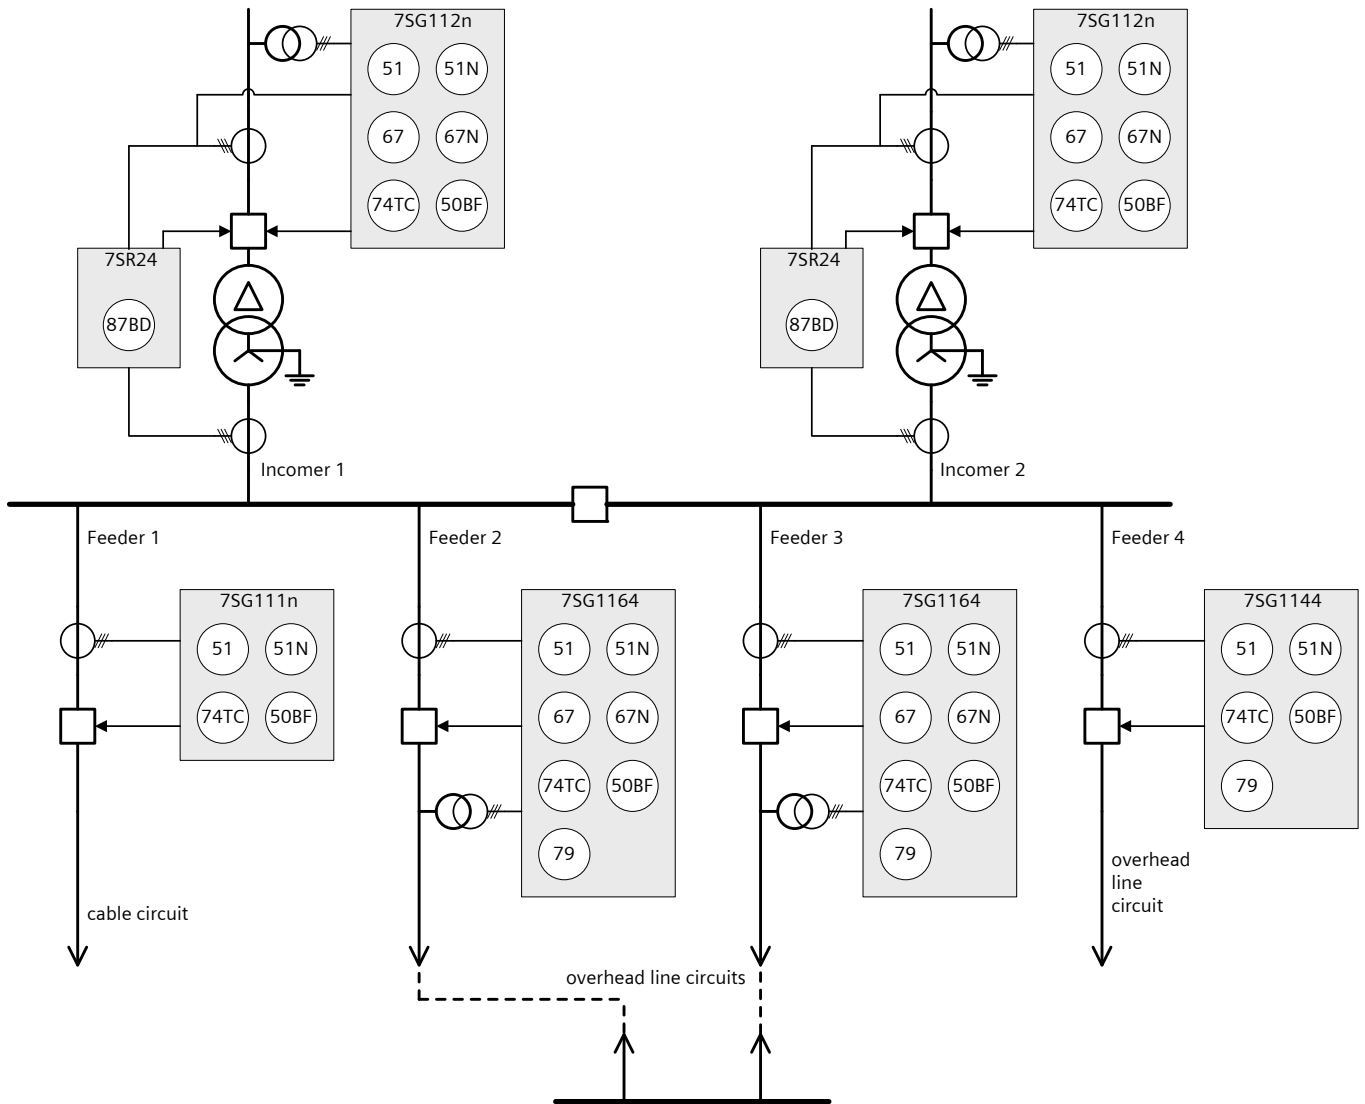 7SG112n
51 51N
67 67N
74TC 50BF
7SR24
87BD
Incomer 1
7SG112n
51 51N
67 67N
74TC 50BF
7SR24
87BD
Incomer 2
Feeder 1
7SG111n
51 51N
74TC 50BF
cable circuit
Feeder 2
7SG1164
51 51N
67 67N
74TC 50BF
79
Feeder 3
7SG1164
51 51N
67 67N
74TC 50BF
79
overhead line circuits
Feeder 4
7SG1144
51 51N
74TC 50BF
79
overhead
line
circuit